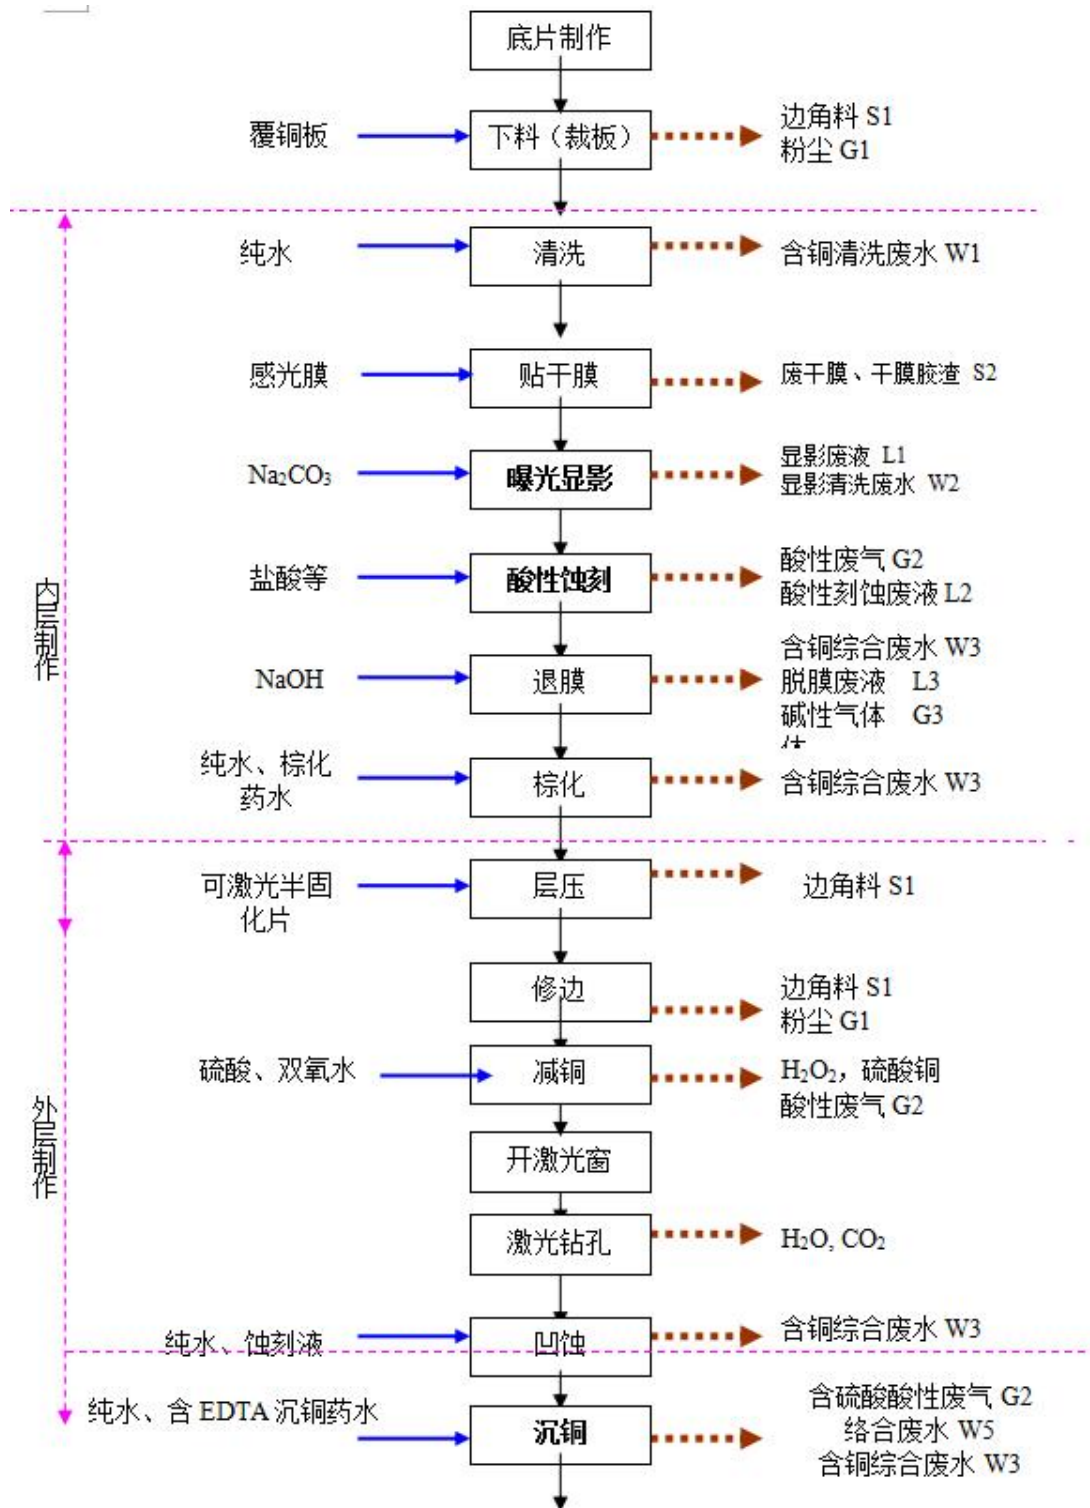 底片制作
覆铜板
下料（裁板）
边角料 S1
粉尘 G1
纯水
清洗
含铜清洗废水 W1
感光膜
贴干膜
废干膜、干膜胶渣 S2
Na₂CO₃
曝光显影
显影废液 L1
显影清洗废水 W2
盐酸等
酸性蚀刻
酸性废气 G2
酸性刻蚀废液 L2
内层制作
NaOH
退膜
含铜综合废水 W3
脱膜废液 L3
碱性气体 G3
纯水、棕化
药水
棕化
含铜综合废水 W3
可激光半固
化片
层压
边角料 S1
修边
边角料 S1
粉尘 G1
硫酸、双氧水
减铜
H₂O₂，硫酸铜
酸性废气 G2
外层制作
开激光窗
激光钻孔
H₂O, CO₂
纯水、蚀刻液
凹蚀
含铜综合废水 W3
纯水、含 EDTA 沉铜药水
沉铜
含硫酸酸性废气 G2
络合废水 W5
含铜综合废水 W3